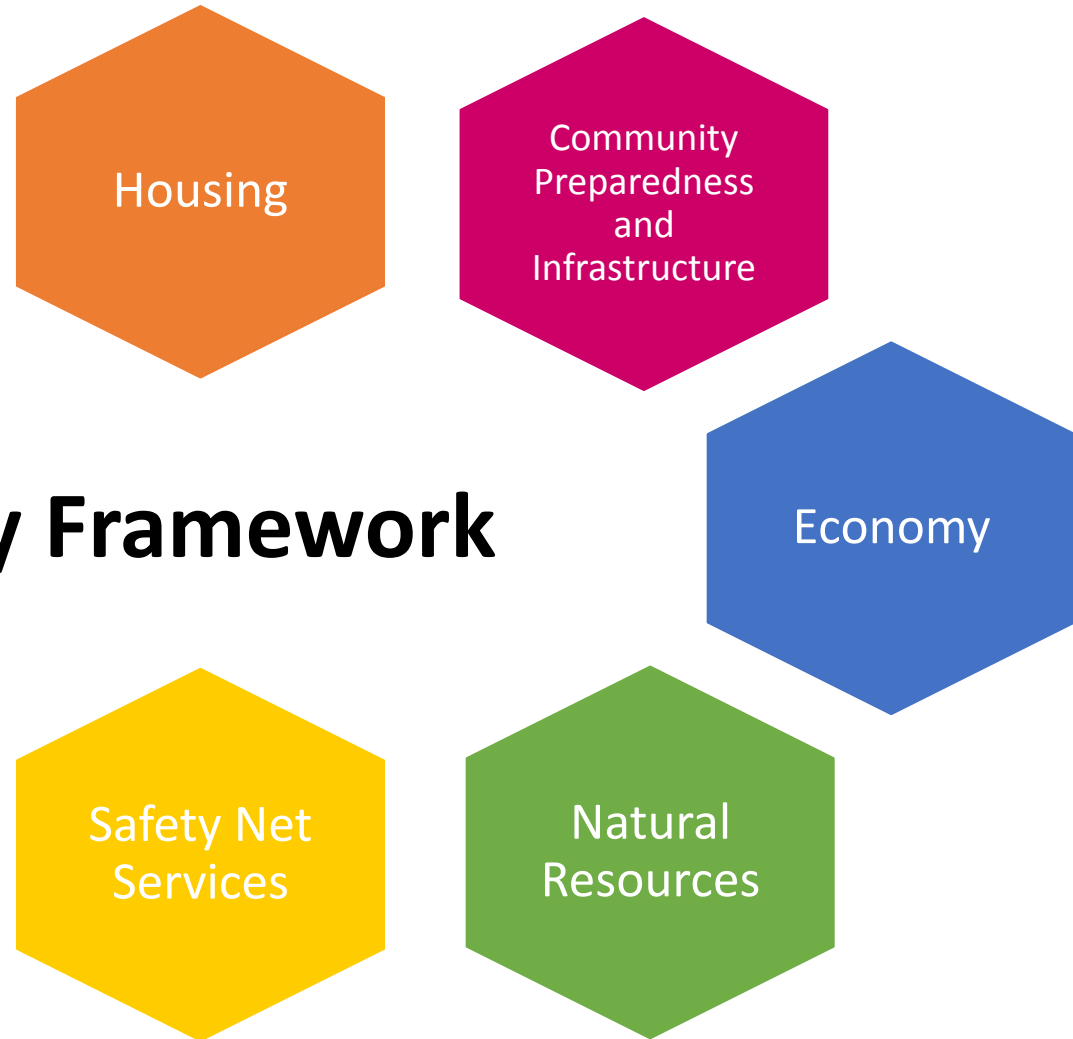 Housing
Community
Preparedness
and
Infrastructure
y Framework
Economy
Safety Net
Services
Natural
Resources